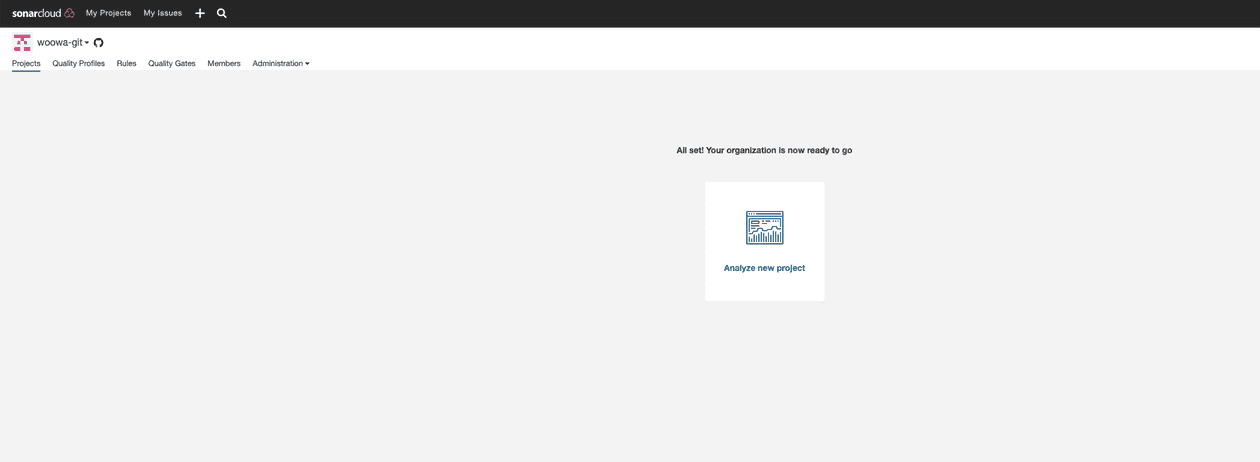 sonarcloud My Projects My Issues
woowa-git
Projects Quality Profiles Rules Quality Gates Members Administration
All set! Your organization is now ready to go
Analyze new project